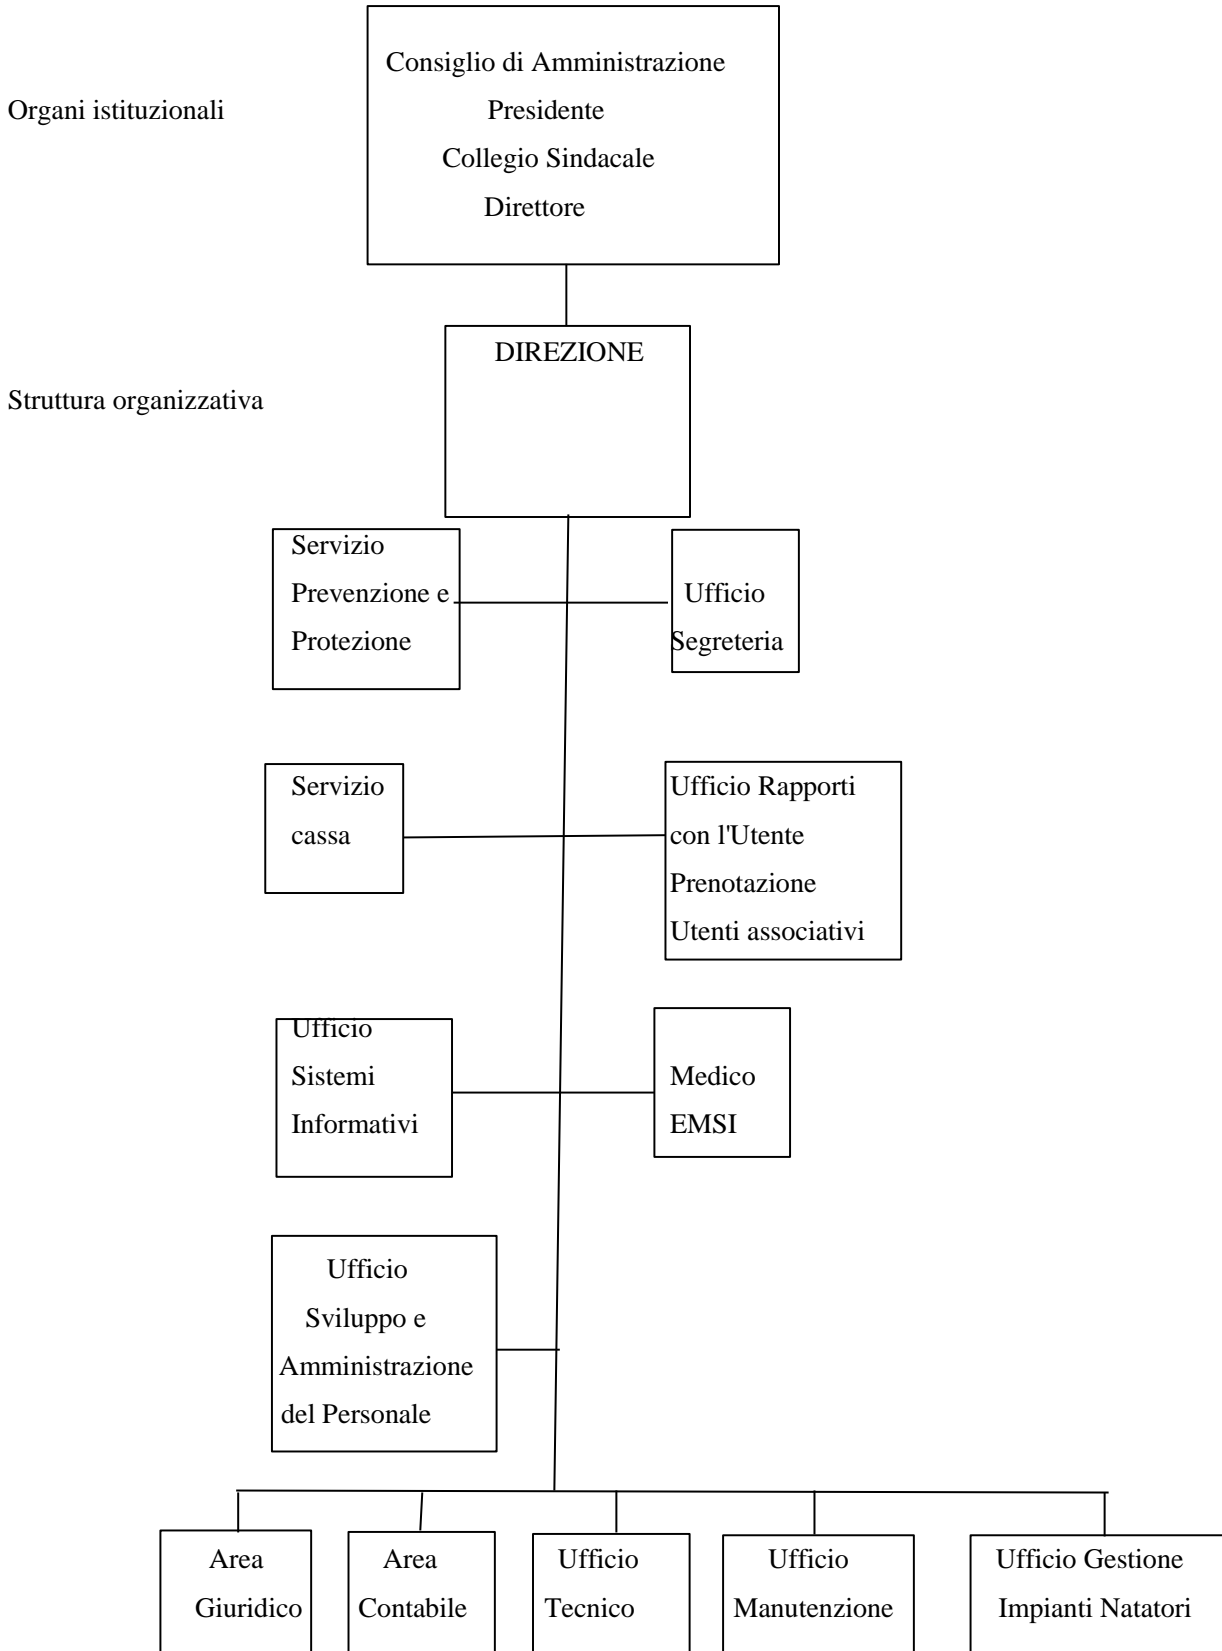 Consiglio di Amministrazione
Organi istituzionali
Presidente
Collegio Sindacale
Direttore
DIREZIONE
Struttura organizzativa
Servizio
Prevenzione e
Protezione
Ufficio
Segreteria
Servizio
cassa
Ufficio Rapporti
con l'Utente
Prenotazione
Utenti associativi
Ufficio
Sistemi
Informativi
Medico
EMSI
Ufficio
Sviluppo e
Amministrazione
del Personale
Area
Giuridico
Area
Contabile
Ufficio
Tecnico
Ufficio
Manutenzione
Ufficio Gestione
Impianti Natatori